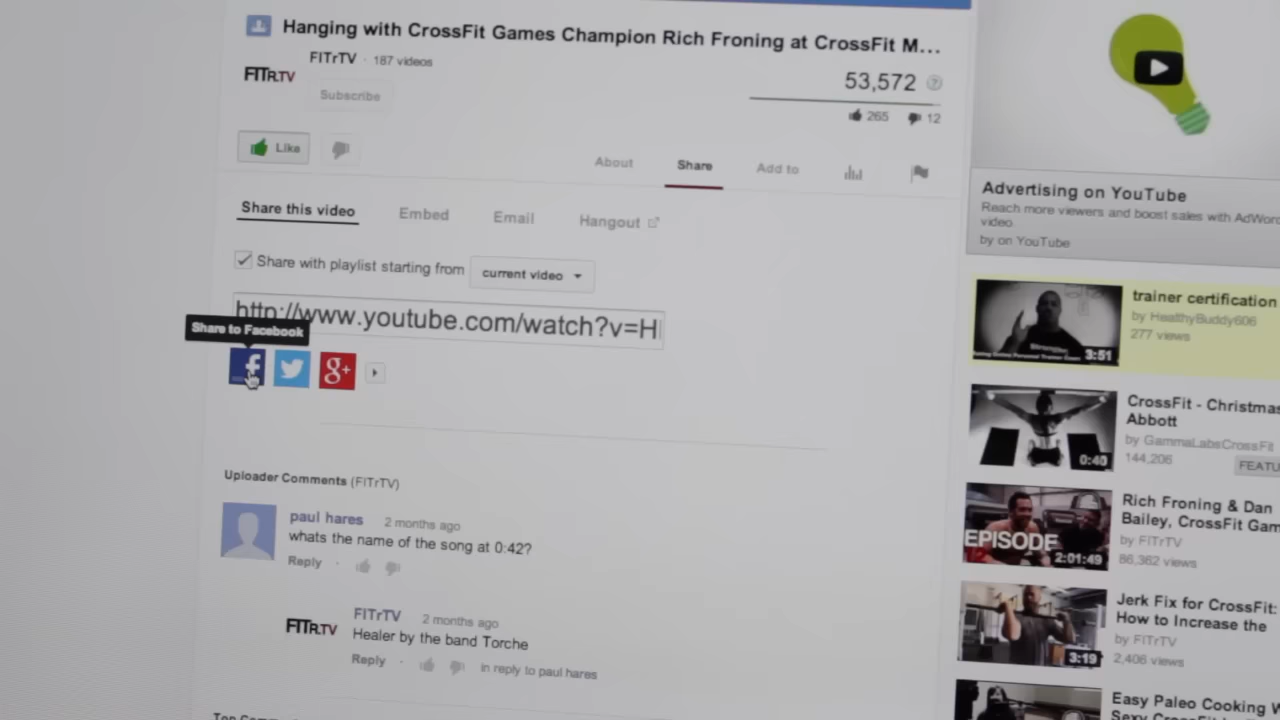 Hanging with CrossFit Games Champion Rich Froning at CrossFit M...
FITrTV · 187 videos
FITR.TV
Subscribe
53,572
265 12
Like
About Share Add to
Share this video Embed Email Hangout
Share with playlist starting from current video
http://www.youtube.com/watch?v=H
Share to Facebook
f
g+
Uploader Comments (FITrTV)
paul hares 2 months ago
whats the name of the song at 0:42?
Reply ·
FITR.TV
FITrTV 2 months ago
Healer by the band Torche
Reply · in reply to paul hares
Advertising on YouTube
Reach more viewers and boost sales with AdWor
video
by on YouTube
trainer certification
by HealthyBuddy606
277 views
3:51
CrossFit - Christmas
Abbott
by GammaLabsCrossFit
144,206
FEATU
0:40
Rich Froning & Dan
Bailey, CrossFit Gam
by FITrTV
86,362 views
EPISODE
2:01:49
Jerk Fix for CrossFit:
How to Increase the
by FITrTV
2,406 views
3:19
Easy Paleo Cooking W